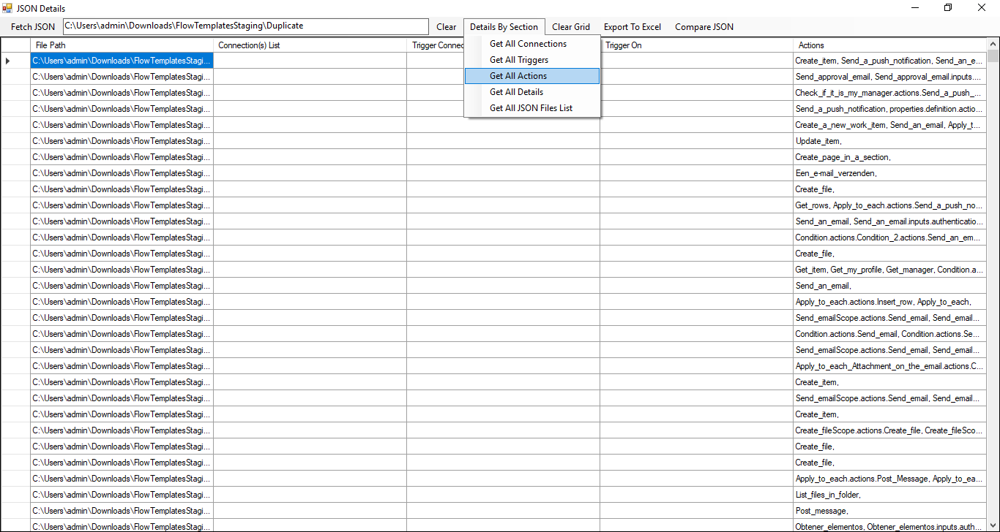 JSON Details
Fetch JSON C:\Users\admin\Downloads\FlowTemplatesStaging\Duplicate Clear Details By Section Clear Grid Export To Excel Compare JSON
Get All Connections
Get All Triggers
Get All Actions
Get All Details
Get All JSON Files List
File Path Connection(s) List Trigger Connec Trigger On Actions
C:\Users\admin\Downloads\FlowTemplatesStagi... Create_item, Send_a_push_notification, Send_an_e...
C:\Users\admin\Downloads\FlowTemplatesStagi... Send_approval_email, Send_approval_email.inputs....
C:\Users\admin\Downloads\FlowTemplatesStagi... Check_if_it_is_my_manager.actions.Send_a_push_...
C:\Users\admin\Downloads\FlowTemplatesStagi... Send_a_push_notification, properties.definition.actio...
C:\Users\admin\Downloads\FlowTemplatesStagi... Create_a_new_work_item, Send_an_email, Apply_t...
C:\Users\admin\Downloads\FlowTemplatesStagi... Update_item,
C:\Users\admin\Downloads\FlowTemplatesStagi... Create_page_in_a_section,
C:\Users\admin\Downloads\FlowTemplatesStagi... Een_e-mail_verzenden,
C:\Users\admin\Downloads\FlowTemplatesStagi... Create_file,
C:\Users\admin\Downloads\FlowTemplatesStagi... Get_rows, Apply_to_each.actions.Send_a_push_no...
C:\Users\admin\Downloads\FlowTemplatesStagi... Send_an_email, Send_an_email.inputs.authenticatio...
C:\Users\admin\Downloads\FlowTemplatesStagi... Condition.actions.Condition_2.actions.Send_an_em...
C:\Users\admin\Downloads\FlowTemplatesStagi... Create_file,
C:\Users\admin\Downloads\FlowTemplatesStagi... Get_item, Get_my_profile, Get_manager, Condition.a...
C:\Users\admin\Downloads\FlowTemplatesStagi... Send_an_email,
C:\Users\admin\Downloads\FlowTemplatesStagi... Apply_to_each.actions.Insert_row, Apply_to_each,
C:\Users\admin\Downloads\FlowTemplatesStagi... Send_emailScope.actions.Send_email, Send_email...
C:\Users\admin\Downloads\FlowTemplatesStagi... Condition.actions.Send_email, Condition.actions.Se...
C:\Users\admin\Downloads\FlowTemplatesStagi... Send_emailScope.actions.Send_email, Send_email...
C:\Users\admin\Downloads\FlowTemplatesStagi... Apply_to_each_Attachment_on_the_email.actions.C...
C:\Users\admin\Downloads\FlowTemplatesStagi... Create_item,
C:\Users\admin\Downloads\FlowTemplatesStagi... Send_emailScope.actions.Send_email, Send_email...
C:\Users\admin\Downloads\FlowTemplatesStagi... Create_item,
C:\Users\admin\Downloads\FlowTemplatesStagi... Create_fileScope.actions.Create_file, Create_fileSco...
C:\Users\admin\Downloads\FlowTemplatesStagi... Create_file,
C:\Users\admin\Downloads\FlowTemplatesStagi... Create_file,
C:\Users\admin\Downloads\FlowTemplatesStagi... Apply_to_each.actions.Post_Message, Apply_to_ea...
C:\Users\admin\Downloads\FlowTemplatesStagi... List_files_in_folder,
C:\Users\admin\Downloads\FlowTemplatesStagi... Post_message,
C:\Users\admin\Downloads\FlowTemplatesStagi... Obtener_elementos, Obtener_elementos.inputs.auth...